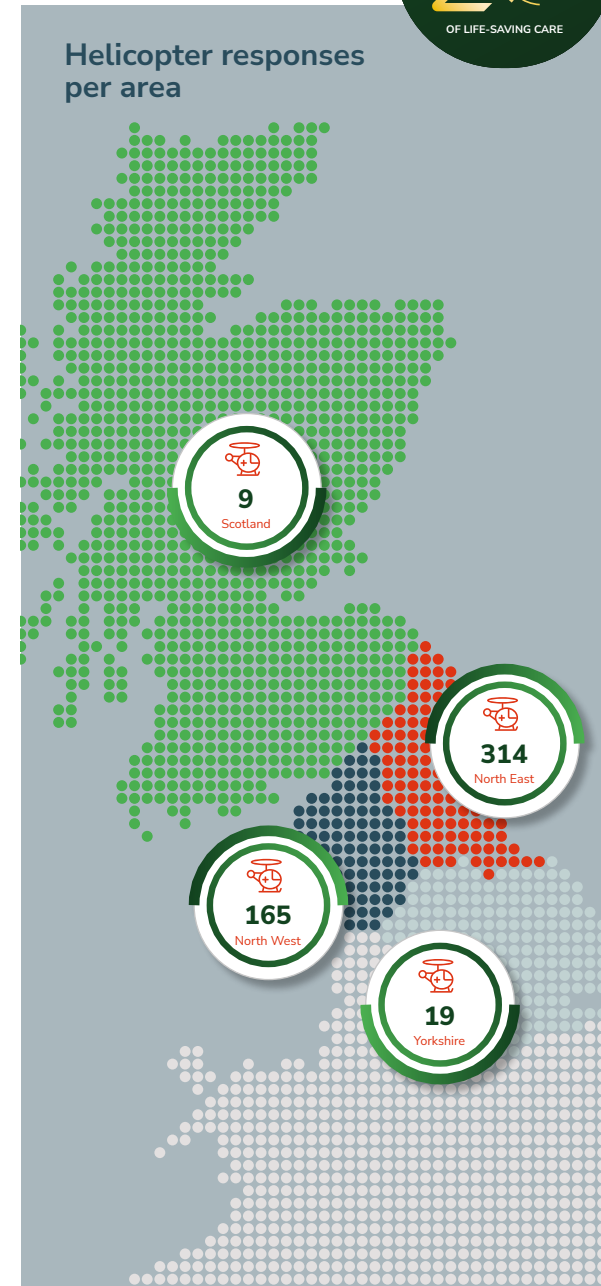 OF LIFE-SAVING CARE
Helicopter responses
per area
9
Scotland
314
North East
165
North West
19
Yorkshire